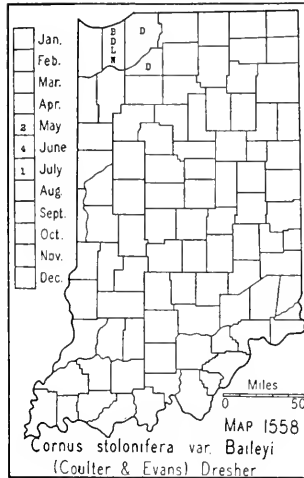 Jan.
Feb.
Mar.
Apr.
2 May
4 June
1 July
Aug.
Sept.
Oct.
Nov.
Dec.
B
D
L
N
D
D
Miles
0 50
MAP 1558
Cornus stolonifera var. Baileyi
(Coulter & Evans) Dresher